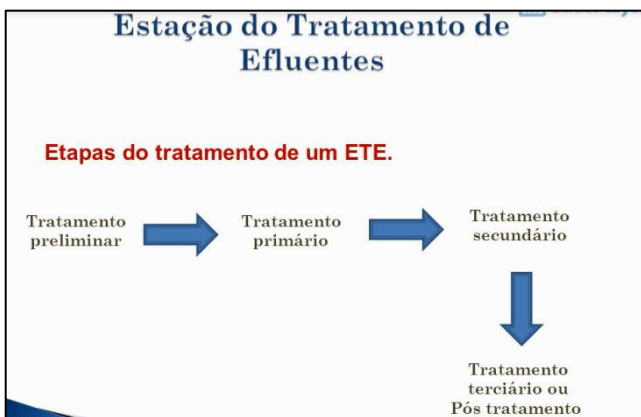 Estação do Tratamento de
Efluentes
Etapas do tratamento de um ETE.
Tratamento
preliminar
Tratamento
primário
Tratamento
secundário
Tratamento
terciário ou
Pós tratamento